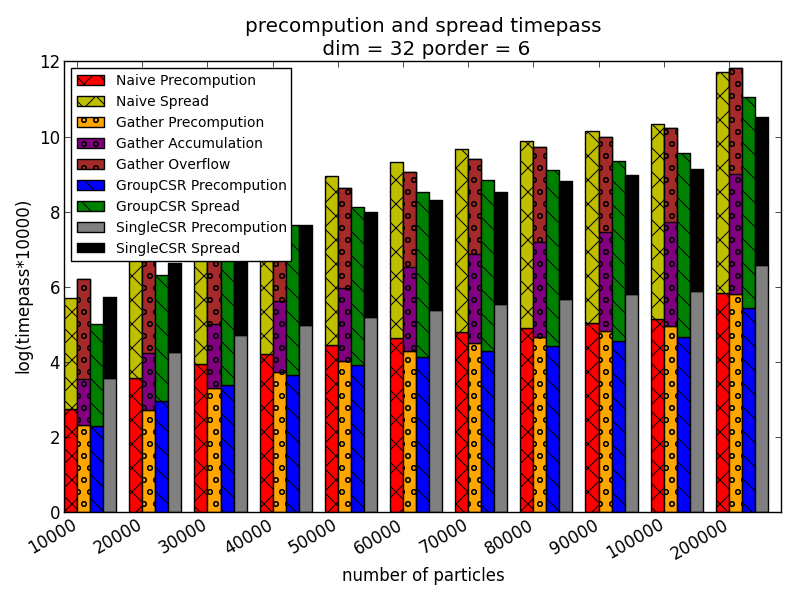 precompution and spread timepass
dim = 32 porder = 6
12
10
8
6
4
2
0
log(timepass*10000)
Naive Precompution
Naive Spread
Gather Precompution
Gather Accumulation
Gather Overflow
GroupCSR Precompution
GroupCSR Spread
SingleCSR Precompution
SingleCSR Spread
10000
20000
30000
40000
50000
60000
70000
80000
90000
100000
200000
number of particles